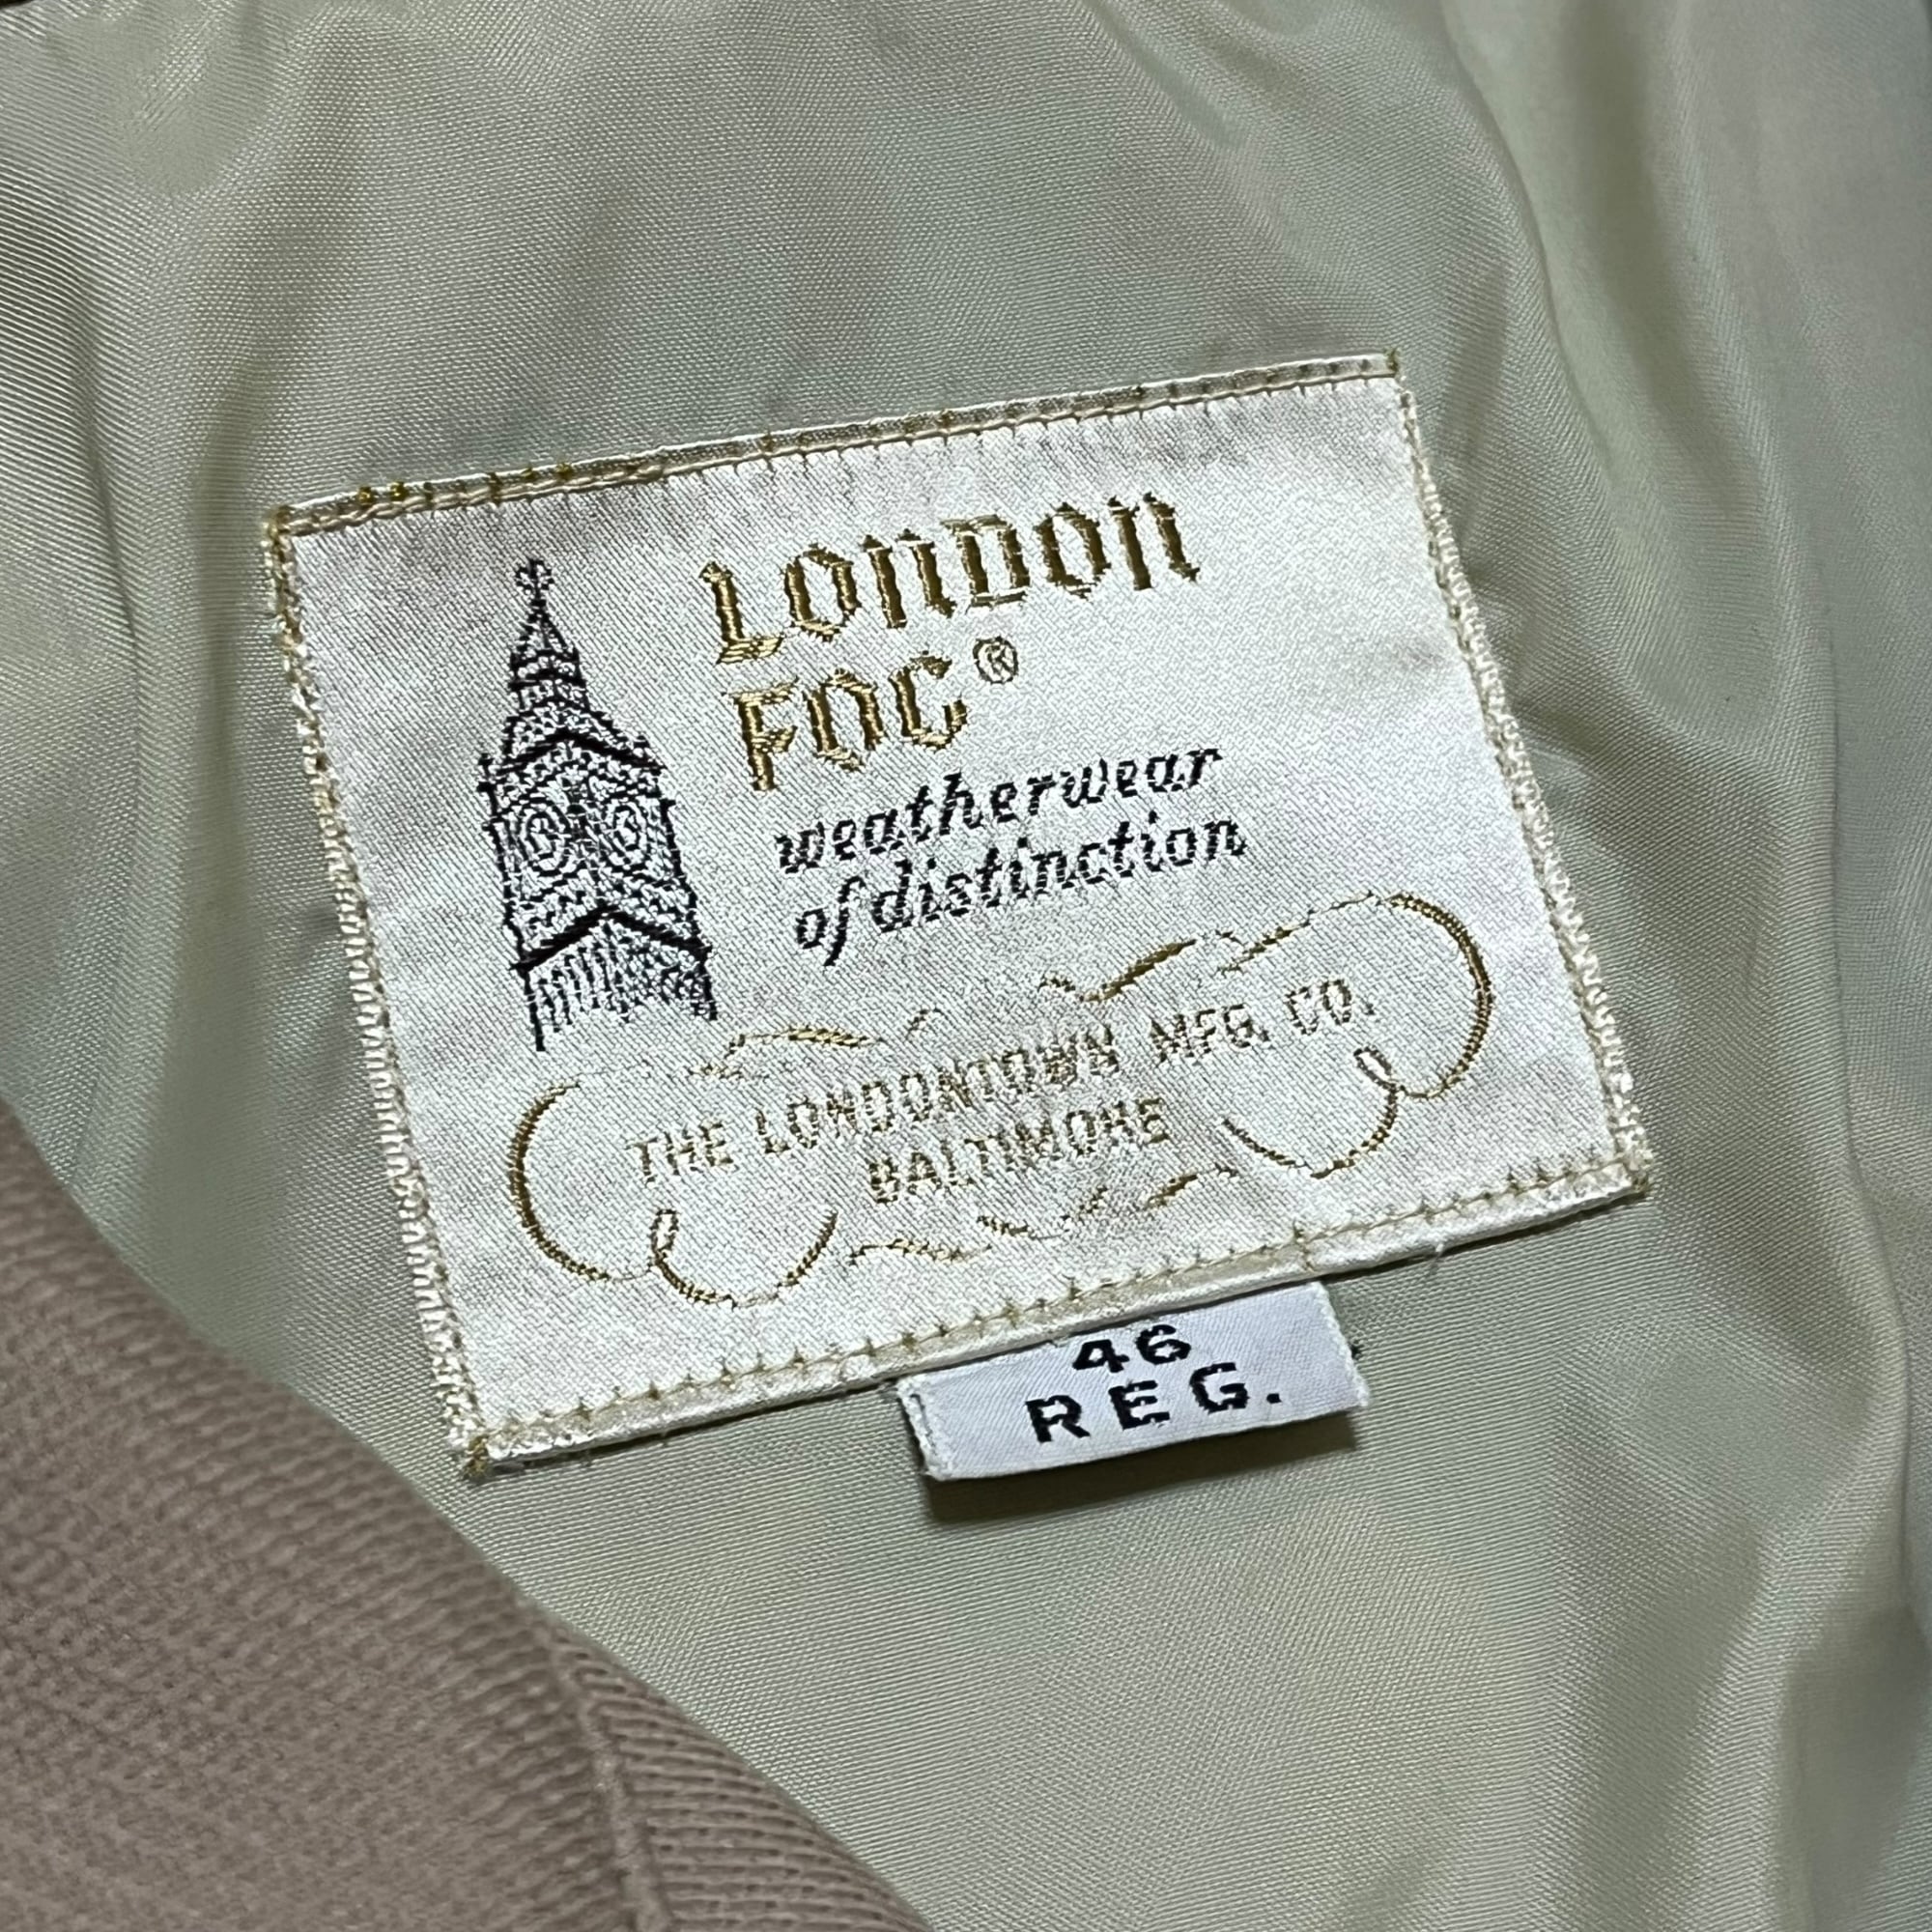 LONDON
FOG®
weatherwear
of distinction
THE LONDONTOWN MFG. CO.
BALTIMORE
46
REG.